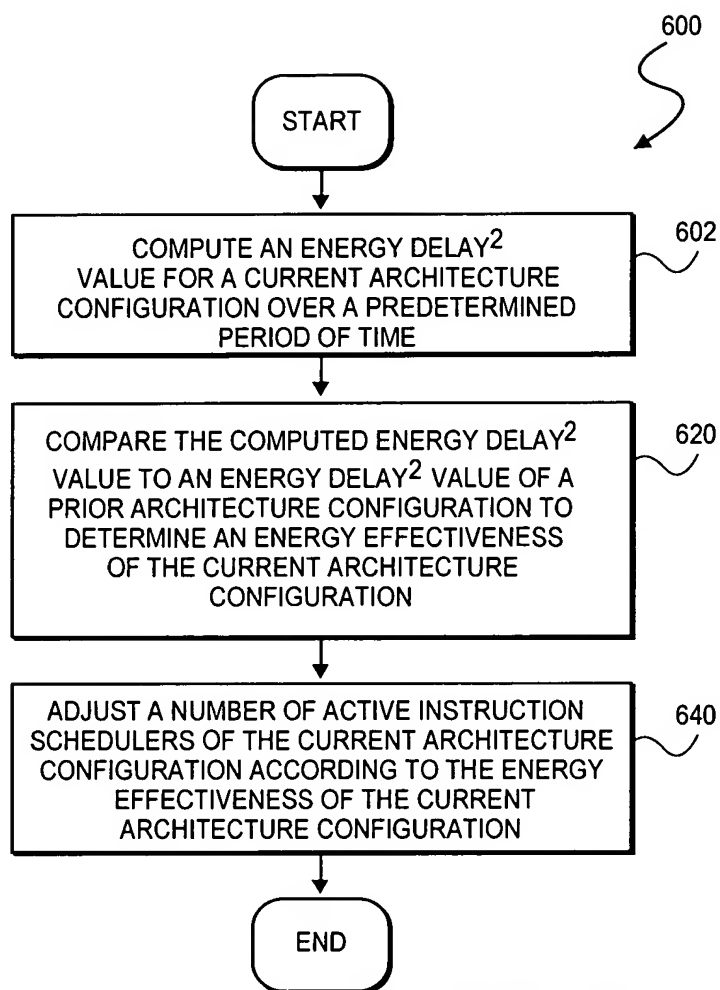 600
START
COMPUTE AN ENERGY DELAY²
VALUE FOR A CURRENT ARCHITECTURE
CONFIGURATION OVER A PREDETERMINED
PERIOD OF TIME
602
COMPARE THE COMPUTED ENERGY DELAY²
VALUE TO AN ENERGY DELAY² VALUE OF A
PRIOR ARCHITECTURE CONFIGURATION TO
DETERMINE AN ENERGY EFFECTIVENESS
OF THE CURRENT ARCHITECTURE
CONFIGURATION
620
ADJUST A NUMBER OF ACTIVE INSTRUCTION
SCHEDULERS OF THE CURRENT ARCHITECTURE
CONFIGURATION ACCORDING TO THE ENERGY
EFFECTIVENESS OF THE CURRENT
ARCHITECTURE CONFIGURATION
640
END